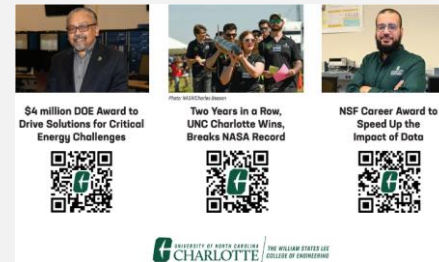 Photo: NASA/Charles Beason
$4 million DOE Award to
Drive Solutions for Critical
Energy Challenges
Two Years in a Row,
UNC Charlotte Wins,
Breaks NASA Record
NSF Career Award to
Speed Up the
Impact of Data
UNIVERSITY OF NORTH CAROLINA
CHARLOTTE
THE WILLIAM STATES LEE
COLLEGE OF ENGINEERING